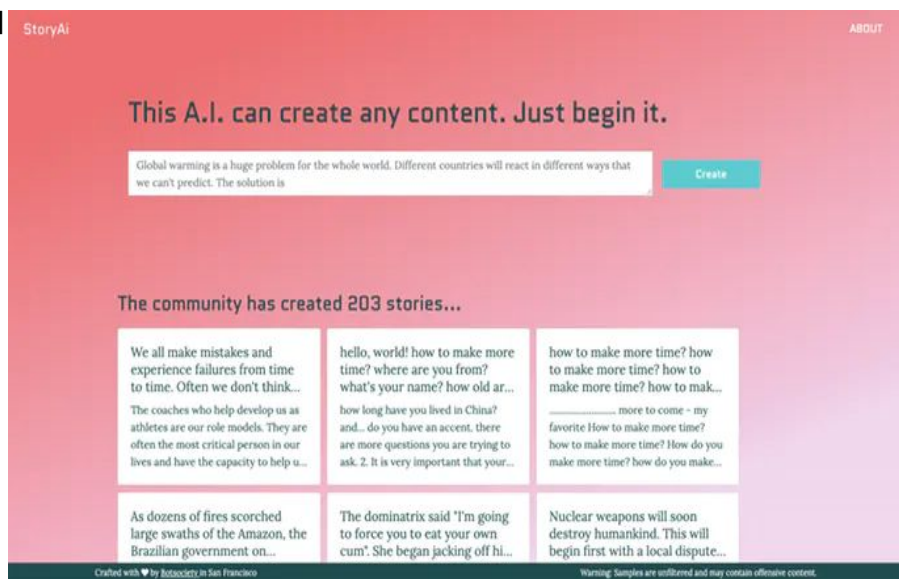 StoryAi
ABOUT
This A.I. can create any content. Just begin it.
Global warming is a huge problem for the whole world. Different countries will react in different ways that
we can't predict. The solution is
Create
The community has created 203 stories...
We all make mistakes and
experience failures from time
to time. Often we don't think...
The coaches who help develop us as
athletes are our role models. They are
often the most critical person in our
lives and have the capacity to help u...
hello, world! how to make more
time? where are you from?
what's your name? how old ar...
how long have you lived in China?
and... do you have an accent, there
are more questions you are trying to
ask. 2. It is very important that your...
how to make more time? how
to make more time? how to
make more time? how to mak...
more to come - my
favorite How to make more time?
how to make more time? How do you
make more time? how do you make...
As dozens of fires scorched
large swaths of the Amazon, the
Brazilian government on...
The dominatrix said "I'm going
to force you to eat your own
cum". She began jacking off hi...
Nuclear weapons will soon
destroy humankind. This will
begin first with a local dispute...
Crafted with ♥ by Botsociety in San Francisco
Warning: Samples are unfiltered and may contain offensive content.